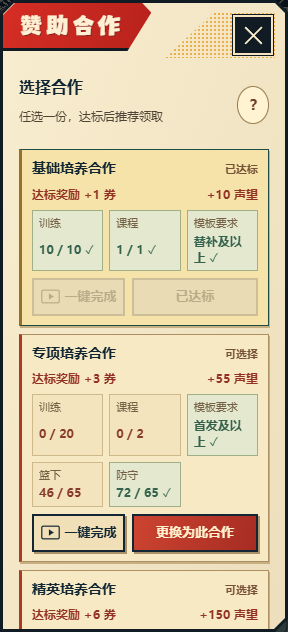 赞助合作
选择合作
任选一份，达标后推荐领取
?
基础培养合作 已达标
达标奖励 +1 券 +10 声望
训练 课程 模板要求
10 / 10 ✓ 1 / 1 ✓ 替补及以
上 ✓
一键完成 已达标
专项培养合作 可选择
达标奖励 +3 券 +55 声望
训练 课程 模板要求
0 / 20 0 / 2 首发及以
上 ✓
篮下 防守
46 / 65 72 / 65 ✓
一键完成 更换为此合作
精英培养合作 可选择
达标奖励 +6 券 +150 声望